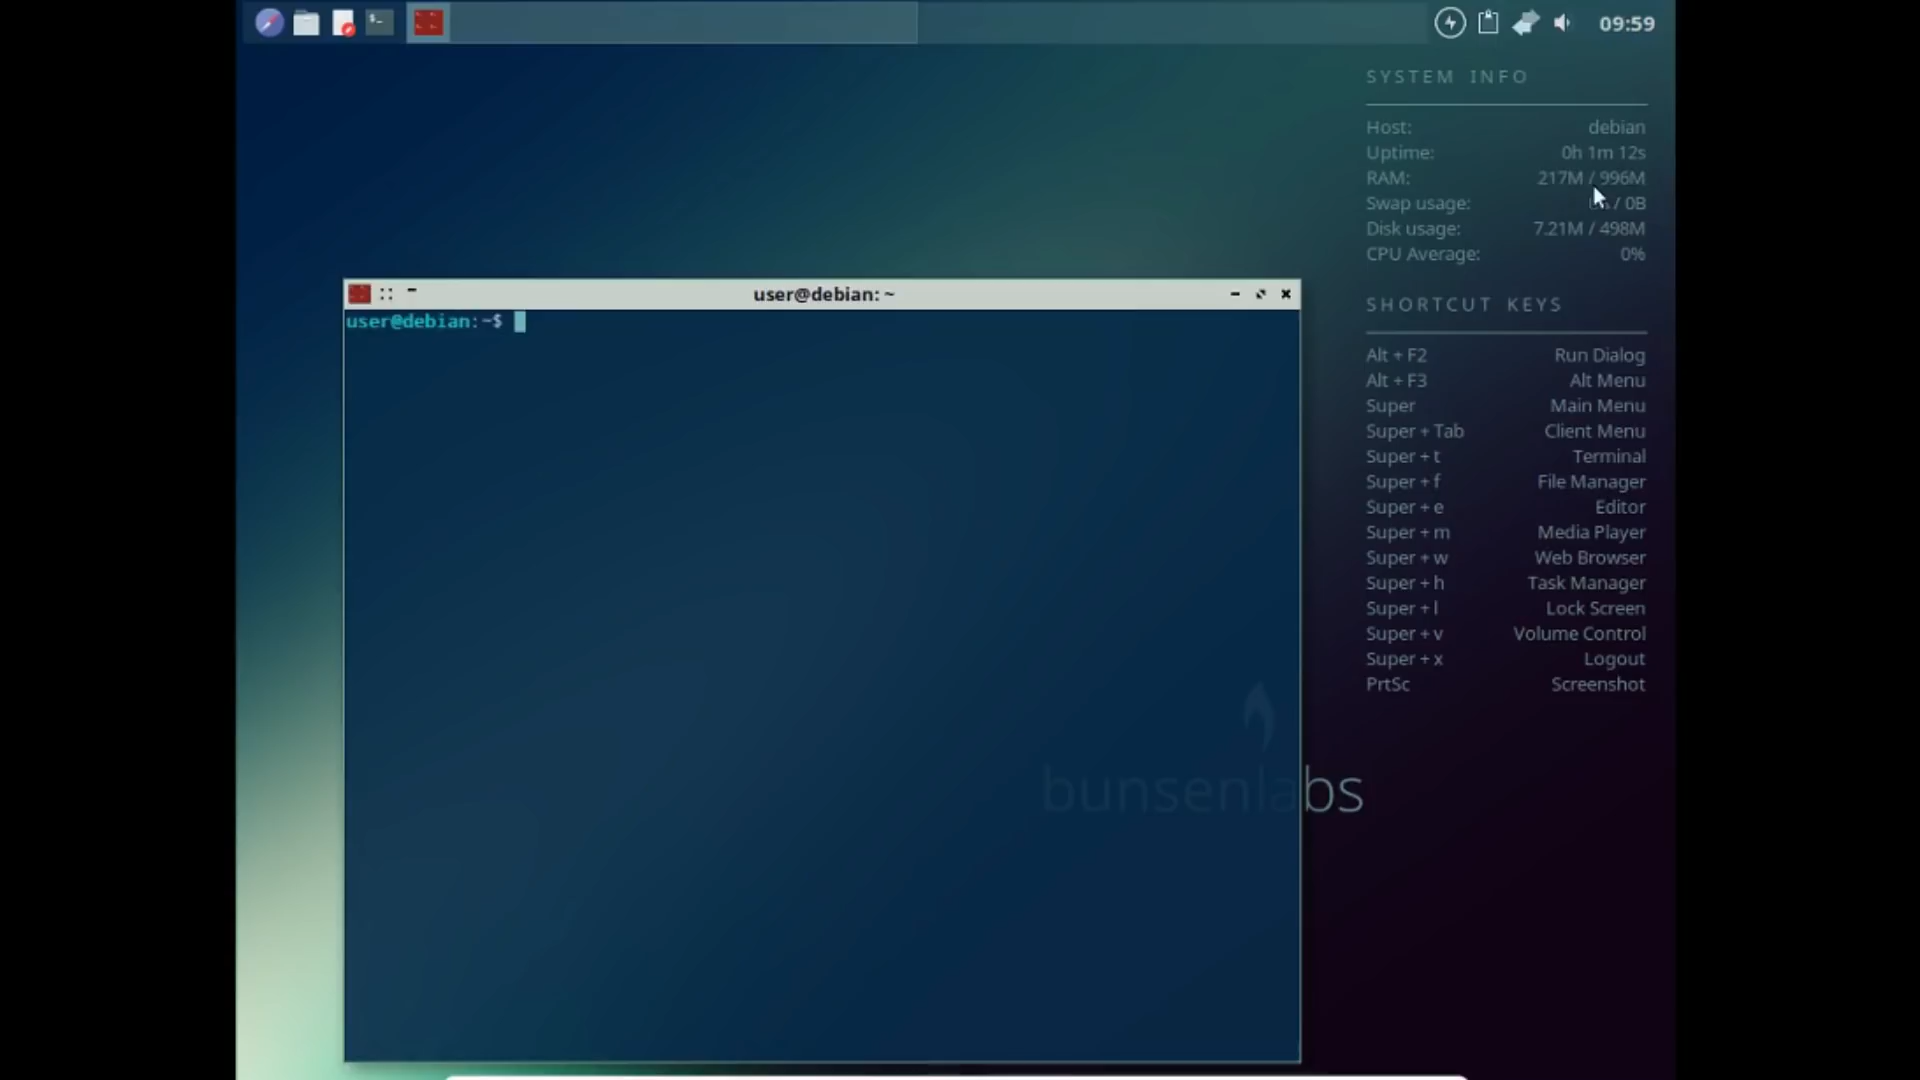 09:59
SYSTEM INFO
Host: debian
Uptime: 0h 1m 12s
RAM: 217M / 996M
Swap usage: / 0B
Disk usage: 7.21M / 498M
CPU Average: 0%
user@debian: ~
user@debian:~$
SHORTCUT KEYS
Alt + F2 Run Dialog
Alt + F3 Alt Menu
Super Main Menu
Super + Tab Client Menu
Super + t Terminal
Super + f File Manager
Super + e Editor
Super + m Media Player
Super + w Web Browser
Super + h Task Manager
Super + l Lock Screen
Super + v Volume Control
Super + x Logout
PrtSc Screenshot
bunsenlabs